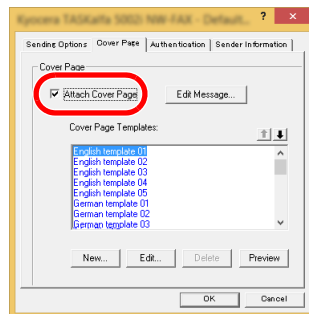 Kyocera TASKalfa 5002i NW-FAX - Default...
? ×
Sending Options Cover Page Authentication Sender Information
Cover Page
Attach Cover Page Edit Message...
Cover Page Templates:
English template 01
English template 02
English template 03
English template 04
English template 05
German template 01
German template 02
German template 03
New... Edit... Delete Preview
OK Cancel